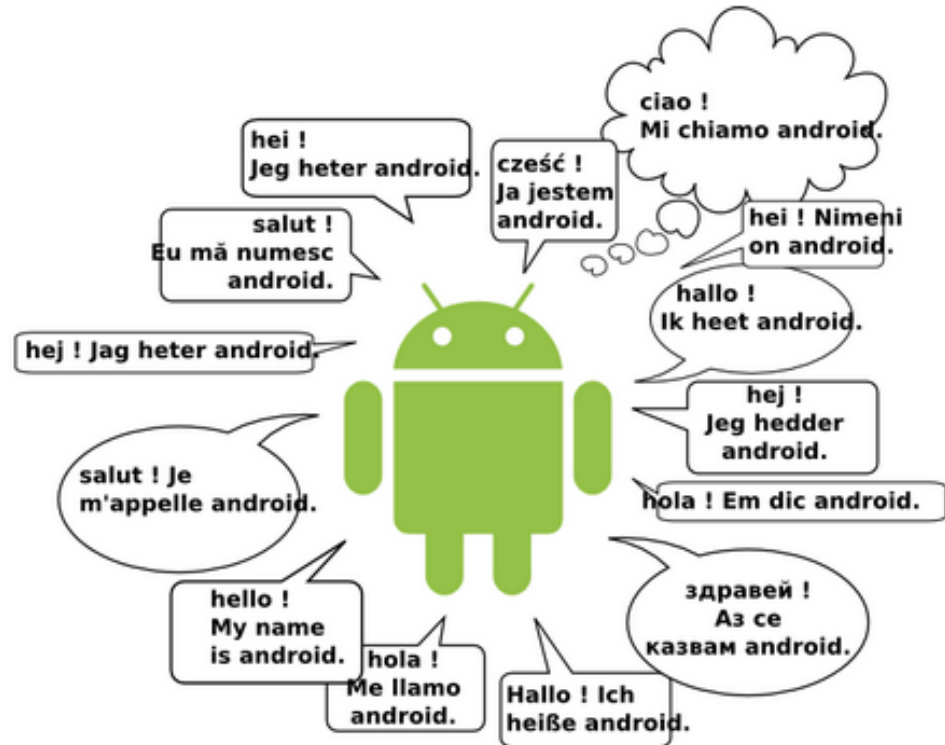 ciao !
Mi chiamo android.
hei !
Jeg heter android.
cześć !
Ja jestem
android.
salut !
Eu mă numesc
android.
hei ! Nimeni
on android.
hallo !
Ik heet android.
hej ! Jag heter android.
hej !
Jeg hedder
android.
salut ! Je
m'appelle android.
hola ! Em dic android.
здравей !
Аз се
казвам android.
hello !
My name
is android.
hola !
Me llamo
android.
Hallo ! Ich
heiße android.